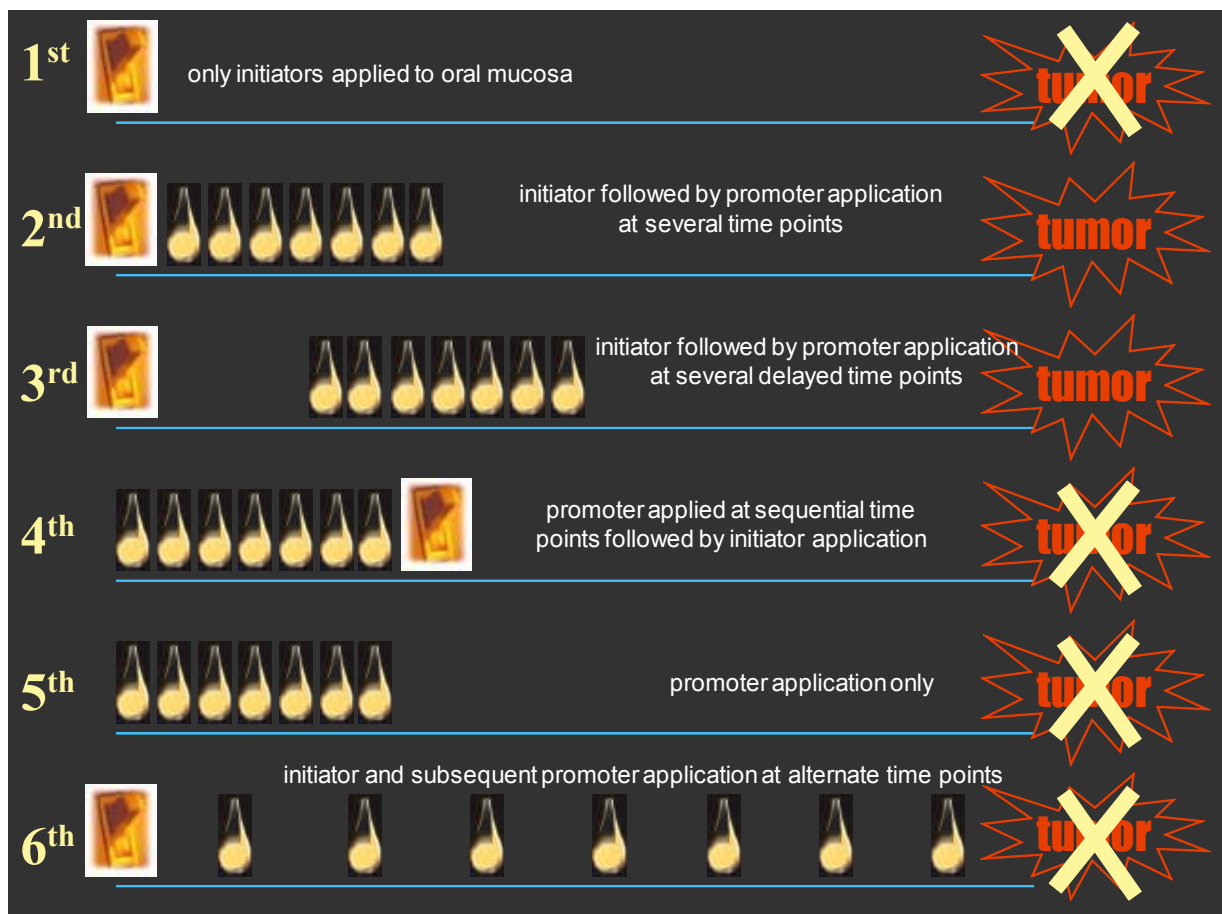 1st
only initiators applied to oral mucosa
tumor
2nd
initiator followed by promoter application
at several time points
tumor
3rd
initiator followed by promoter application
at several delayed time points
tumor
4th
promoter applied at sequential time
points followed by initiator application
tumor
5th
promoter application only
tumor
6th
initiator and subsequent promoter application at alternate time points
tumor